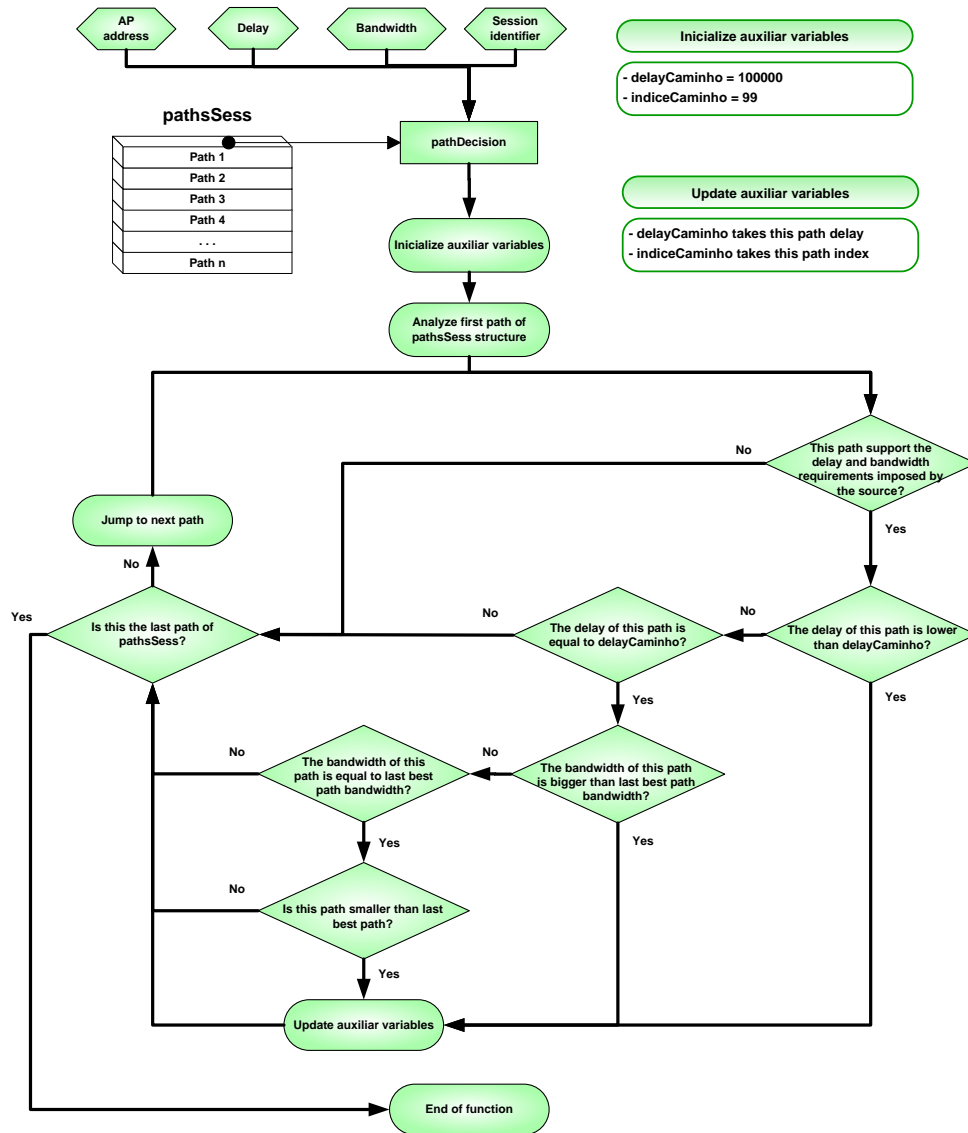 AP
address
Delay
Bandwidth
Session
identifier
Inicialize auxiliar variables
- delayCaminho = 100000
- indiceCaminho = 99
pathsSess
Path 1
Path 2
Path 3
Path 4
. . .
Path n
pathDecision
Update auxiliar variables
- delayCaminho takes this path delay
- indiceCaminho takes this path index
Inicialize auxiliar variables
Analyze first path of
pathsSess structure
No
This path support the
delay and bandwidth
requirements imposed by
the source?
Jump to next path
Yes
No
Yes
Is this the last path of
pathsSess?
No
The delay of this path is
equal to delayCaminho?
No
The delay of this path is lower
than delayCaminho?
Yes
Yes
No
The bandwidth of this
path is equal to last best
path bandwidth?
No
The bandwidth of this path
is bigger than last best path
bandwidth?
Yes
Yes
No
Is this path smaller than last
best path?
Yes
Update auxiliar variables
End of function